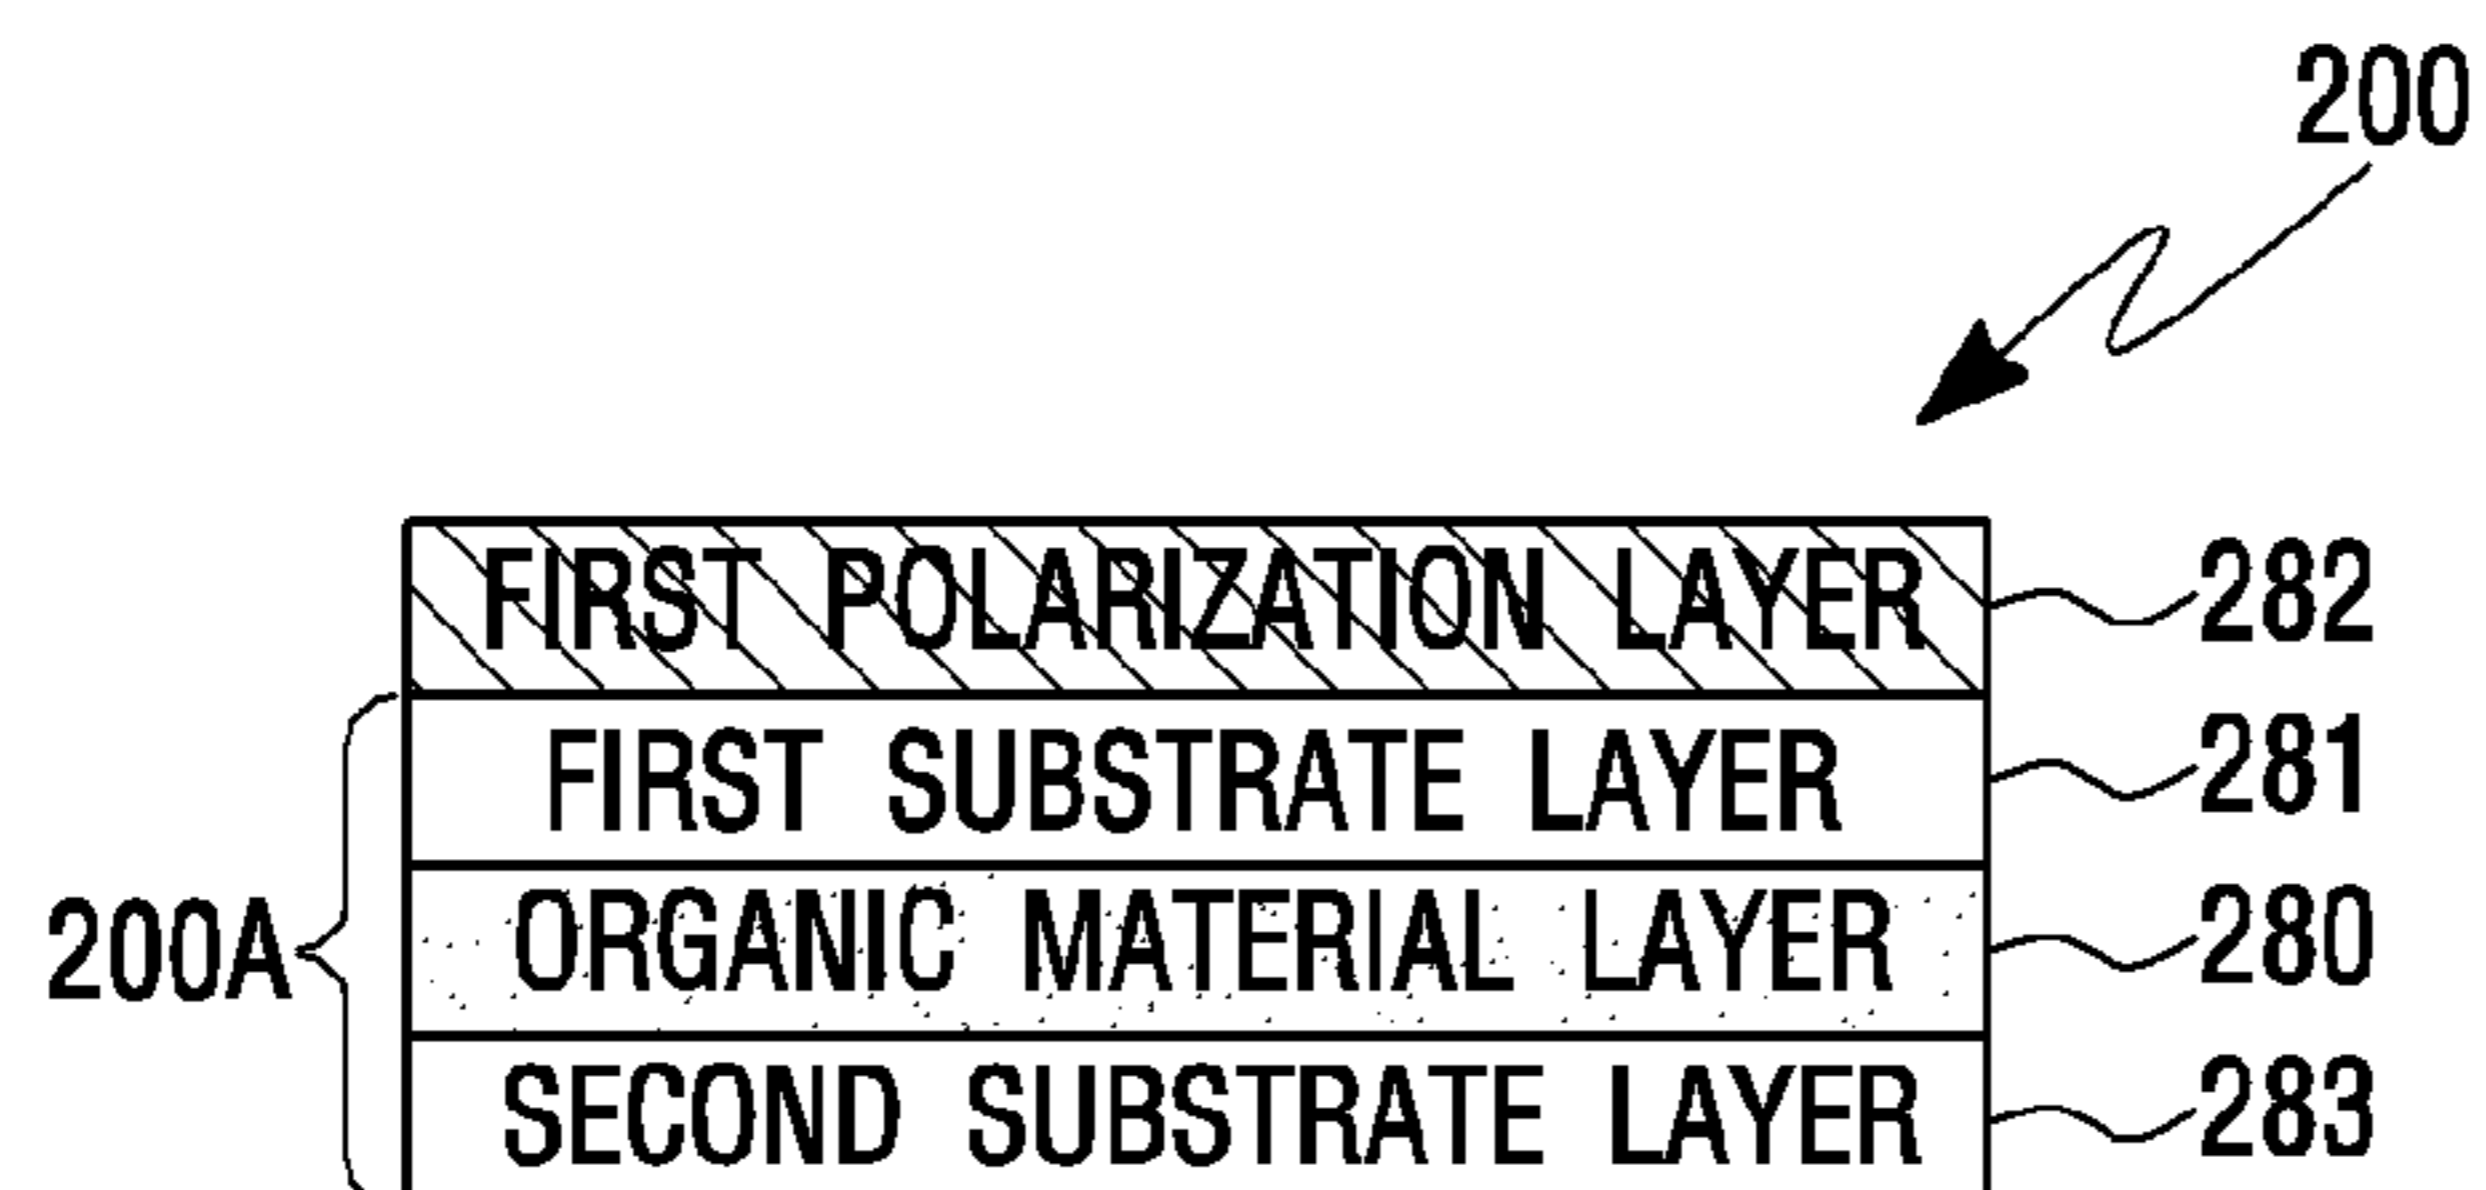 200
FIRST POLARIZATION LAYER 282
FIRST SUBSTRATE LAYER 281
200A ORGANIC MATERIAL LAYER 280
SECOND SUBSTRATE LAYER 283